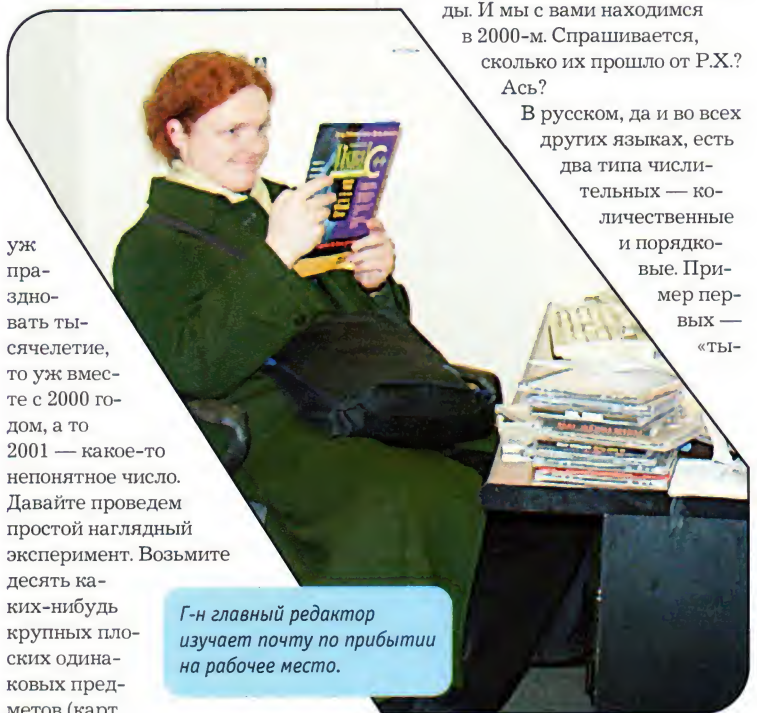 уж
пра-
здно-
вать ты-
сячелетие,
то уж вмес-
те с 2000 го-
дом, а то
2001 — какое-то
непонятное число.
Давайте проведем
простой наглядный
эксперимент. Возьмите
десять ка-
ких-нибудь
крупных пло-
ских одина-
ковых пред-
метов (карт
ды. И мы с вами находимся
в 2000-м. Спрашивается,
сколько их прошло от Р.Х.?
Ась?
В русском, да и во всех
других языках, есть
два типа числи-
тельных — ко-
личественные
и порядко-
вые. При-
мер пер-
вых —
«ты-
C++
Г-н главный редактор
изучает почту по прибытии
на рабочее место.